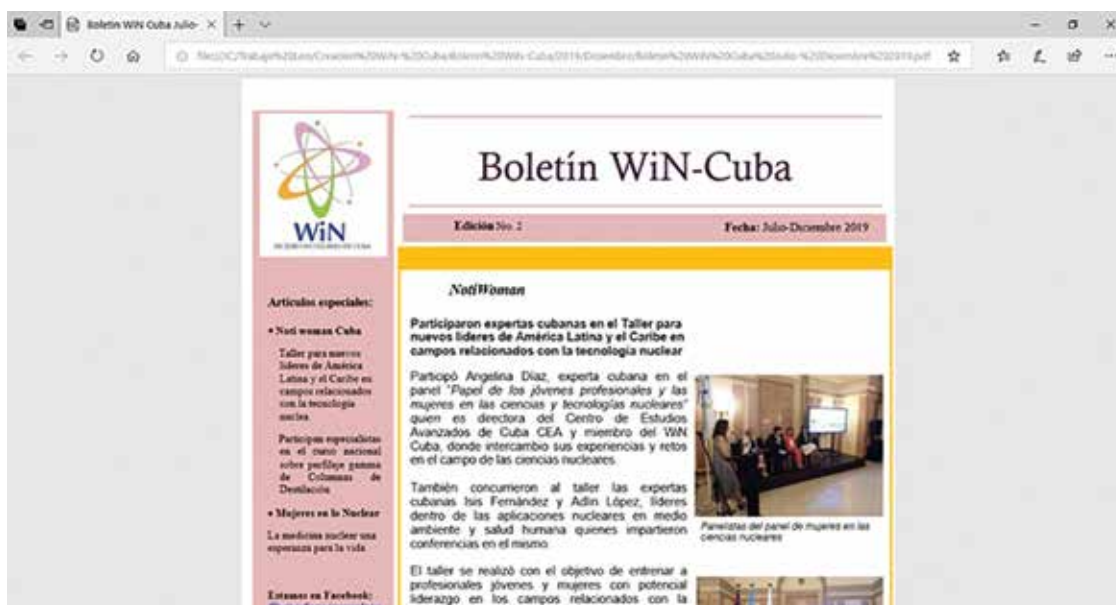 Boletín WiN Cuba Julio-
Boletín WiN-Cuba
WiN
Edición No. 2
Fecha: Julio-Diciembre 2019
Artículos especiales:
• Noti woman Cuba
Taller para nuevos
líderes de América
Latina y el Caribe en
campos relacionados
con la tecnología
nuclea.
Participan especialistas
en el curso nacional
sobre perfilaje gamma
de Columnas de
Destilación
• Mujeres en la Nuclear
La medicina nuclear una
esperanza para la vida
Estamos en Facebook:
NotiWoman
Participaron expertas cubanas en el Taller para
nuevos lideres de América Latina y el Caribe en
campos relacionados con la tecnología nuclear
Participó Angelina Díaz, experta cubana en el
panel "Papel de los jóvenes profesionales y las
mujeres en las ciencias y tecnologías nucleares"
quien es directora del Centro de Estudios
Avanzados de Cuba CEA y miembro del WiN
Cuba, donde intercambio sus experiencias y retos
en el campo de las ciencias nucleares.
También concurrieron al taller las expertas
cubanas Isis Fernández y Adlin López, líderes
dentro de las aplicaciones nucleares en medio
ambiente y salud humana quienes impartieron
conferencias en el mismo.
El taller se realizó con el objetivo de entrenar a
profesionales jóvenes y mujeres con potencial
liderazgo en los campos relacionados con la
Panelistas del panel de mujeres en las
ciencias nucleares